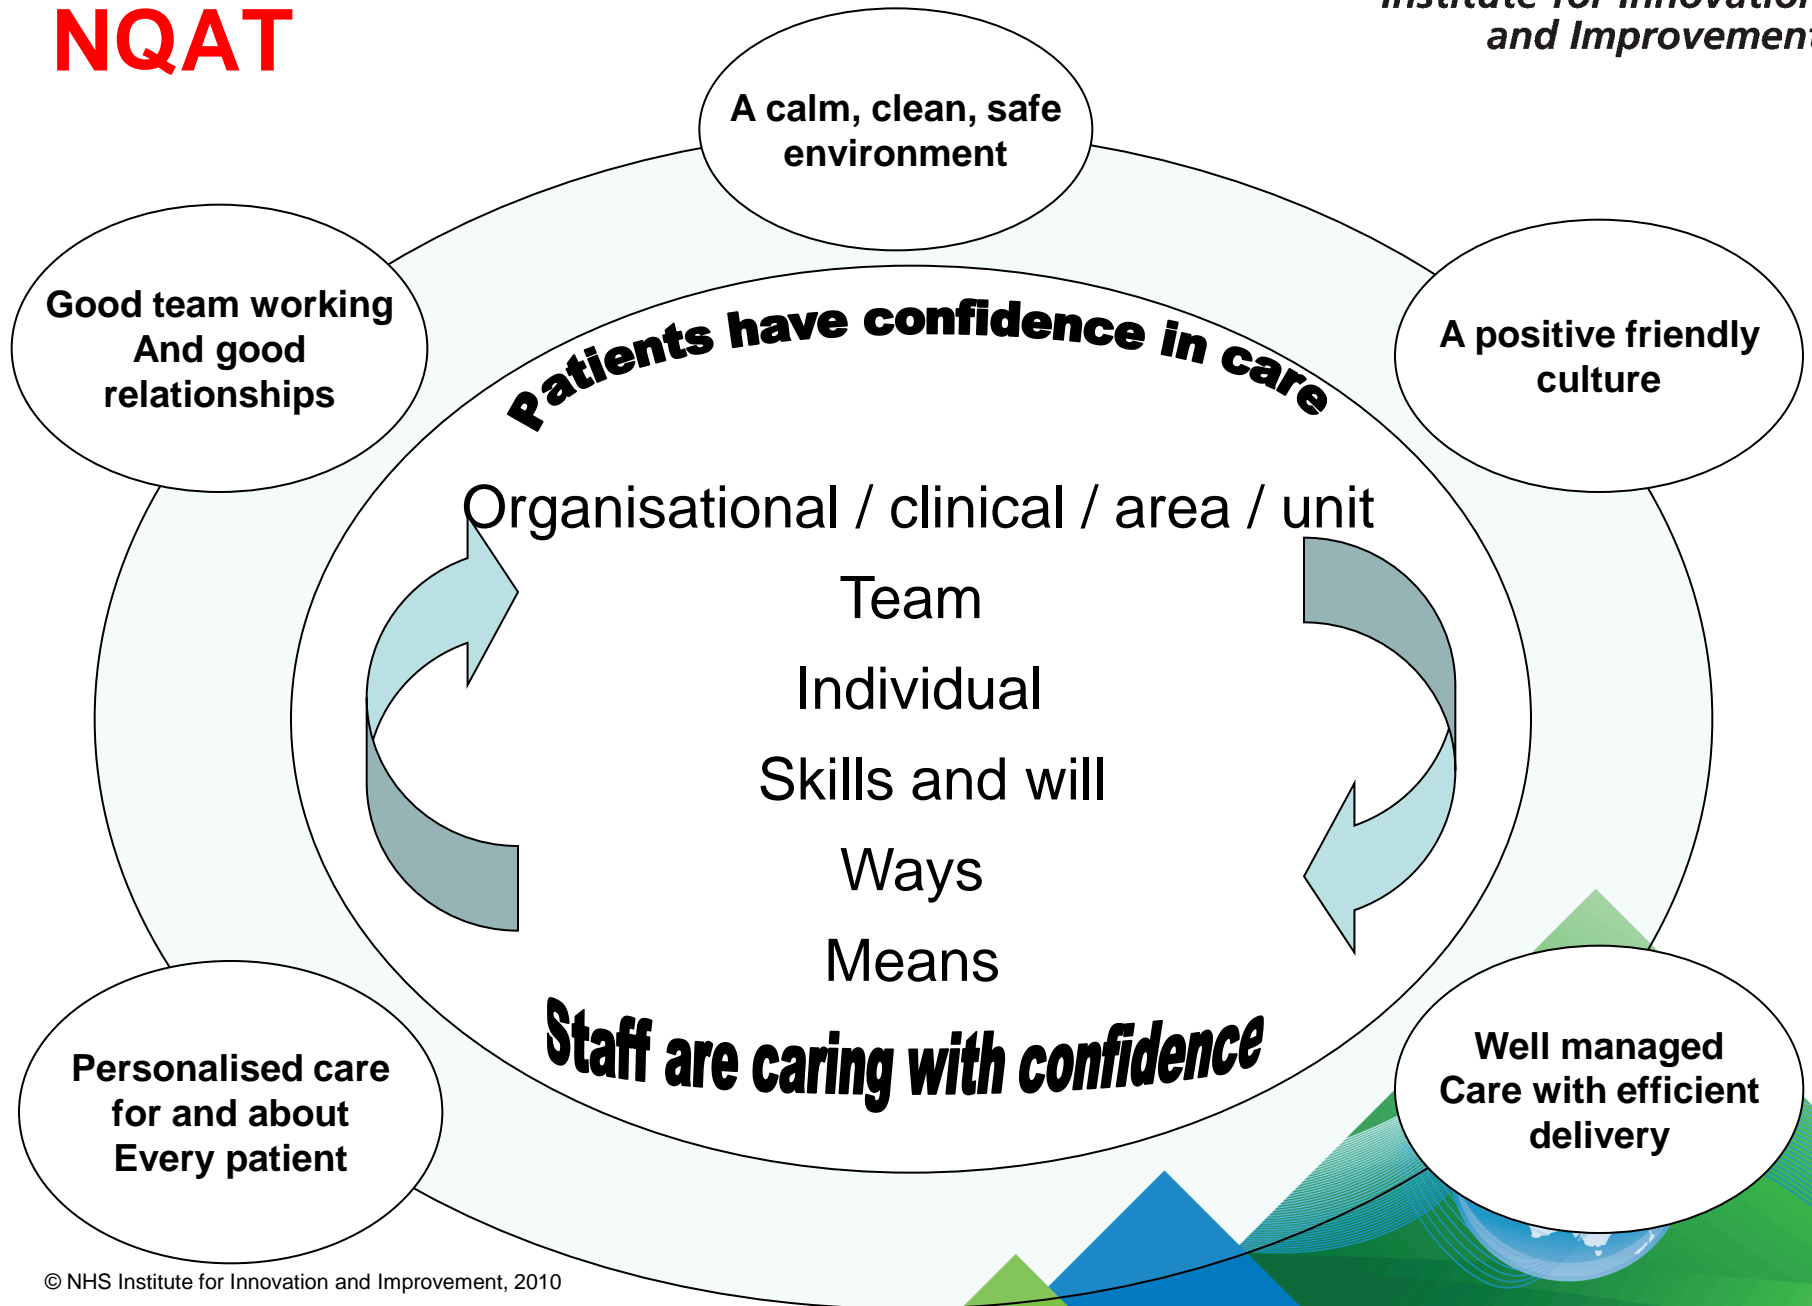 NQAT
Institute for Innovation
and Improvement
A calm, clean, safe
environment
Good team working
And good
relationships
A positive friendly
culture
Patients have confidence in care
Organisational / clinical / area / unit
Team
Individual
Skills and will
Ways
Means
Staff are caring with confidence
Personalised care
for and about
Every patient
Well managed
Care with efficient
delivery
© NHS Institute for Innovation and Improvement, 2010